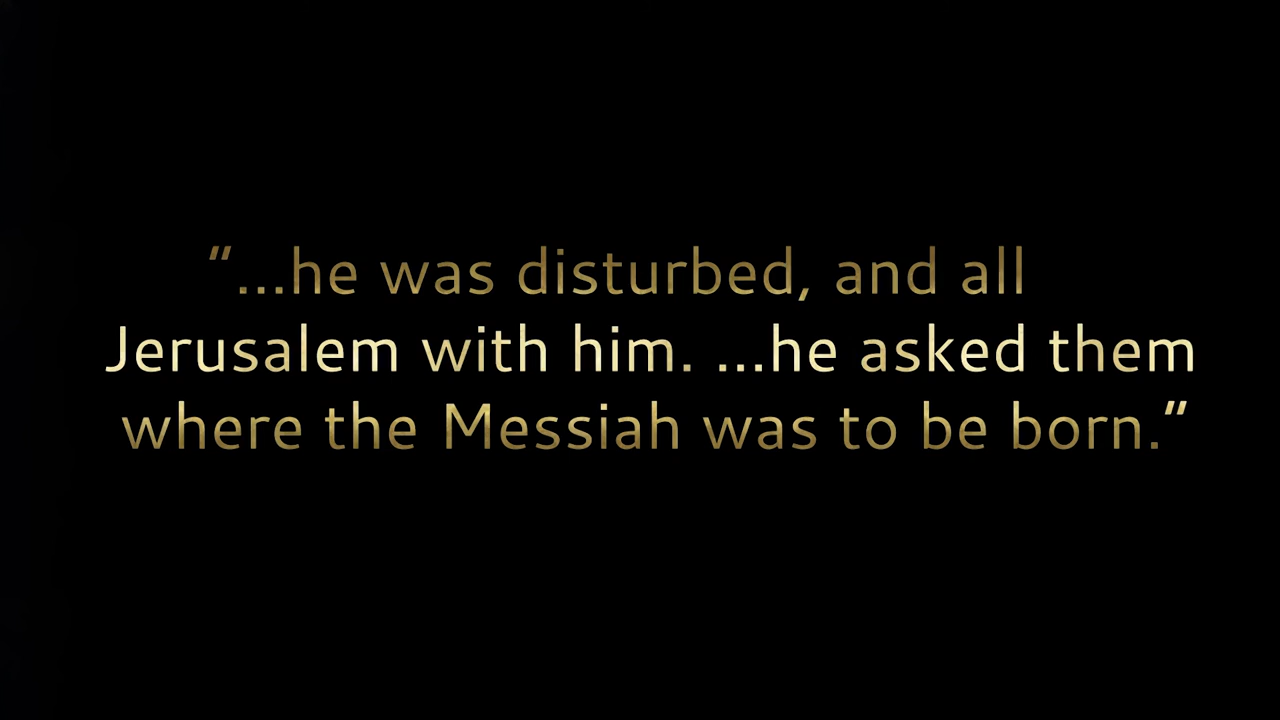 “...he was disturbed, and all
Jerusalem with him. ...he asked them
where the Messiah was to be born.”